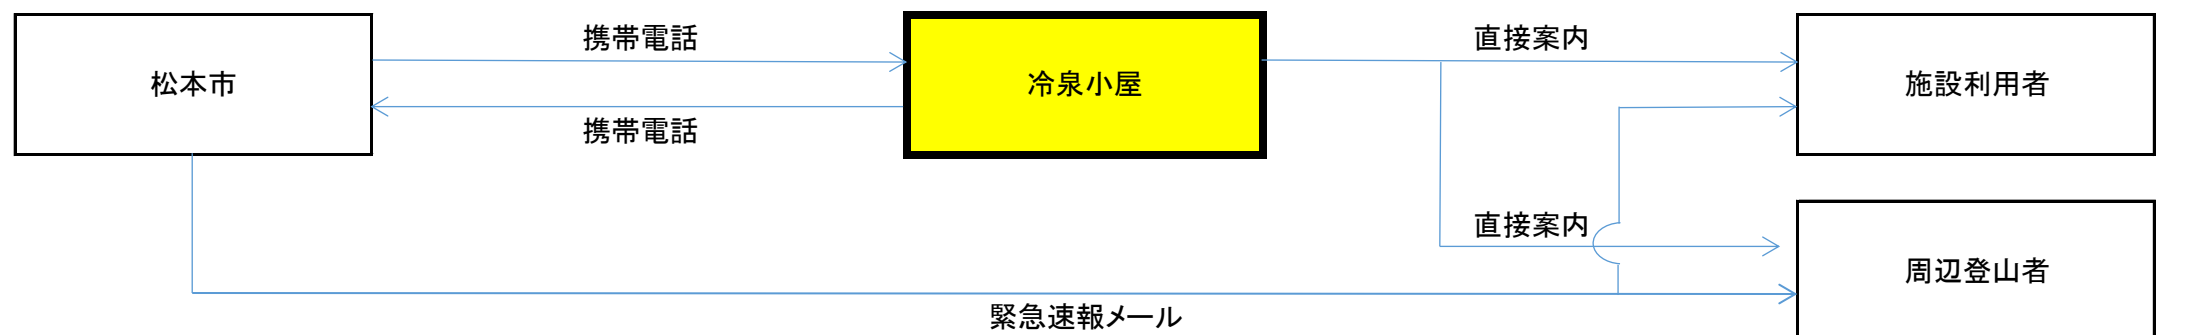 携帯電話
直接案内
松本市
冷泉小屋
施設利用者
携帯電話
直接案内
周辺登山者
緊急速報メール